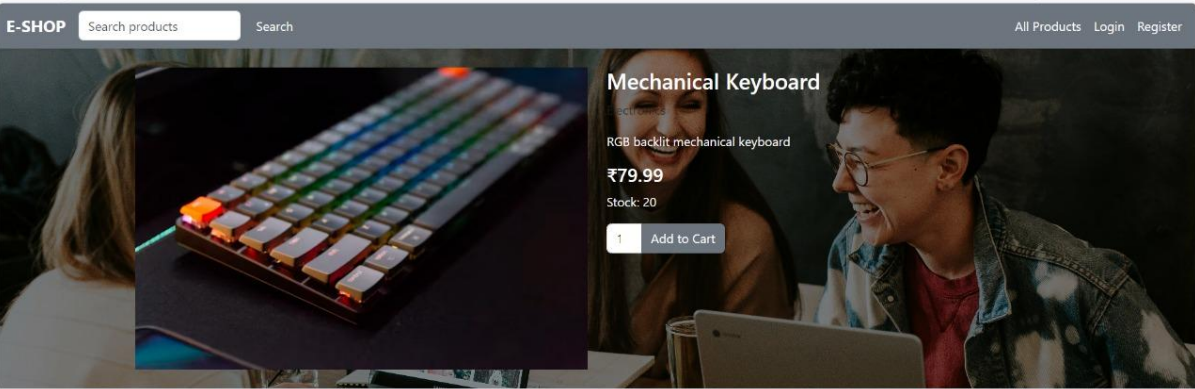 E-SHOP Search products Search All Products Login Register
Mechanical Keyboard
Electronics
RGB backlit mechanical keyboard
₹79.99
Stock: 20
1 Add to Cart